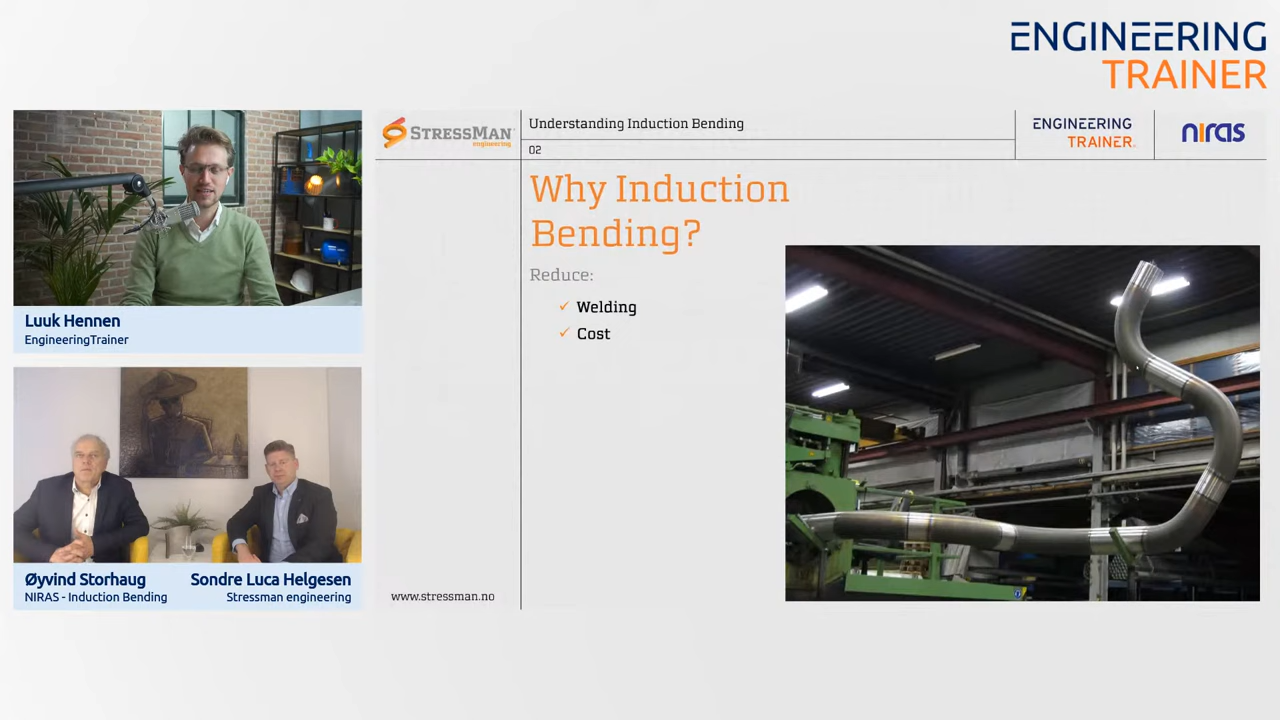 ENGINEERING
TRAINER
Luuk Hennen
EngineeringTrainer
Øyvind Storhaug
NIRAS - Induction Bending
Sondre Luca Helgesen
Stressman engineering
STRESSMAN
engineering
Understanding Induction Bending
02
ENGINEERING
TRAINER
niras
Why Induction
Bending?
Reduce:
✓ Welding
✓ Cost
www.stressman.no